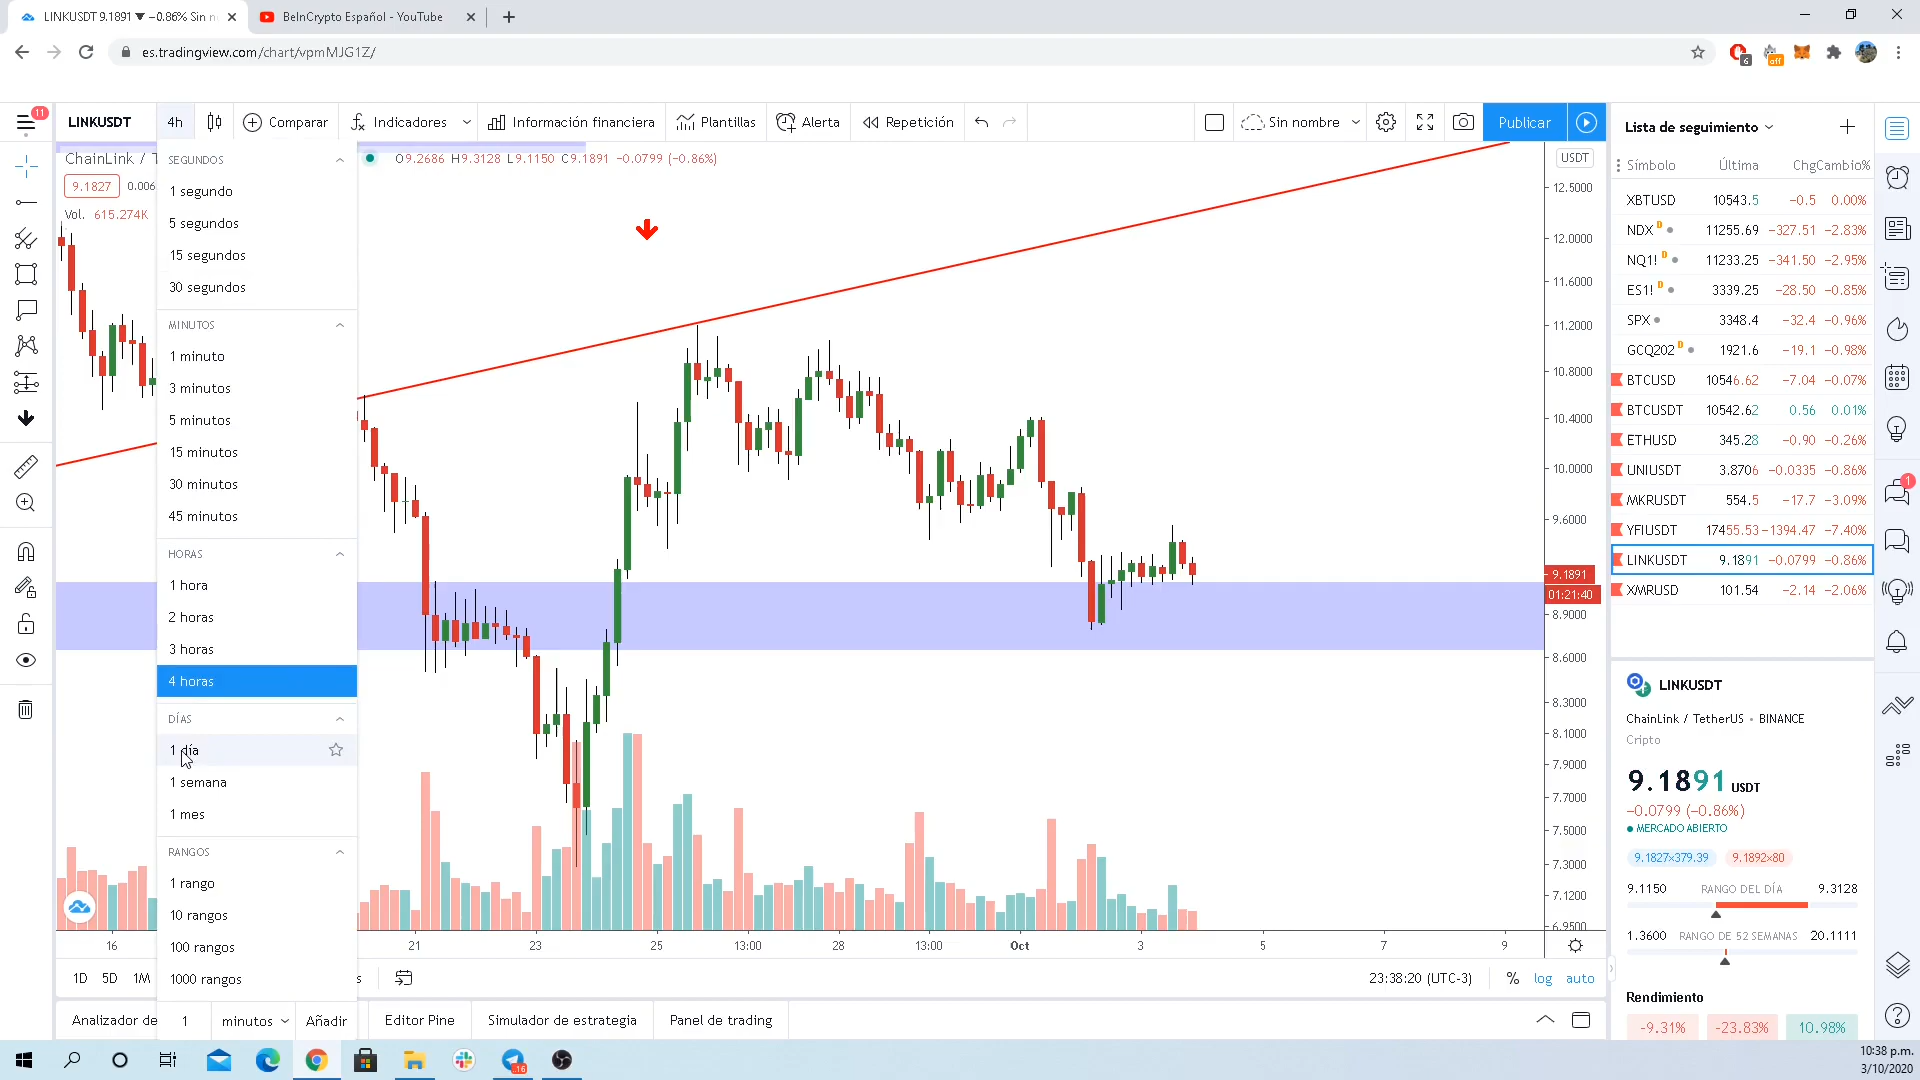 LINKUSDT 9.1891 ▼ −0.86% Sin n
BeInCrypto Español - YouTube
es.tradingview.com/chart/vpmMJG1Z/
6
off
11
LINKUSDT
4h
Comparar
Indicadores
Información financiera
Plantillas
Alerta
Repetición
Sin nombre
Publicar
ChainLink / T
O9.2686 H9.3128 L9.1150 C9.1891 −0.0799 (−0.86%)
9.1827
0.006
Vol. 615.274K
SEGUNDOS
1 segundo
5 segundos
15 segundos
30 segundos
MINUTOS
1 minuto
3 minutos
5 minutos
15 minutos
30 minutos
45 minutos
HORAS
1 hora
2 horas
3 horas
4 horas
DÍAS
1 día
1 semana
1 mes
RANGOS
1 rango
10 rangos
100 rangos
1000 rangos
1
minutos
Añadir
USDT
12.5000
12.0000
11.6000
11.2000
10.8000
10.4000
10.0000
9.6000
9.1891
01:21:40
8.9000
8.6000
8.3000
8.1000
7.9000
7.7000
7.5000
7.3000
7.1000
6.9500
16
21
23
25
13:00
28
13:00
Oct
3
5
7
9
1D
5D
1M
s
23:38:20 (UTC-3)
%
log
auto
Analizador de
Editor Pine
Simulador de estrategia
Panel de trading
Lista de seguimiento
Símbolo Última Chg Cambio%
XBTUSD 10543.5 −0.5 0.00%
NDX D 11255.69 −327.51 −2.83%
NQ1! D 11233.25 −341.50 −2.95%
ES1! D 3339.25 −28.50 −0.85%
SPX 3348.4 −32.4 −0.96%
GCQ202 D 1921.6 −19.1 −0.98%
BTCUSD 10546.62 −7.04 −0.07%
BTCUSDT 10542.62 0.56 0.01%
ETHUSD 345.28 −0.90 −0.26%
UNIUSDT 3.8706 −0.0335 −0.86%
MKRUSDT 554.5 −17.7 −3.09%
YFIUSDT 17455.53 −1394.47 −7.40%
LINKUSDT 9.1891 −0.0799 −0.86%
XMRUSD 101.54 −2.14 −2.06%
1
LINKUSDT
ChainLink / TetherUS • BINANCE
Cripto
9.1891 USDT
−0.0799 (−0.86%)
MERCADO ABIERTO
9.1827×379.39
9.1892×80
9.1150 RANGO DEL DÍA 9.3128
1.3600 RANGO DE 52 SEMANAS 20.1111
Rendimiento
-9.31%
-23.83%
10.98%
16
10:38 p.m.
3/10/2020